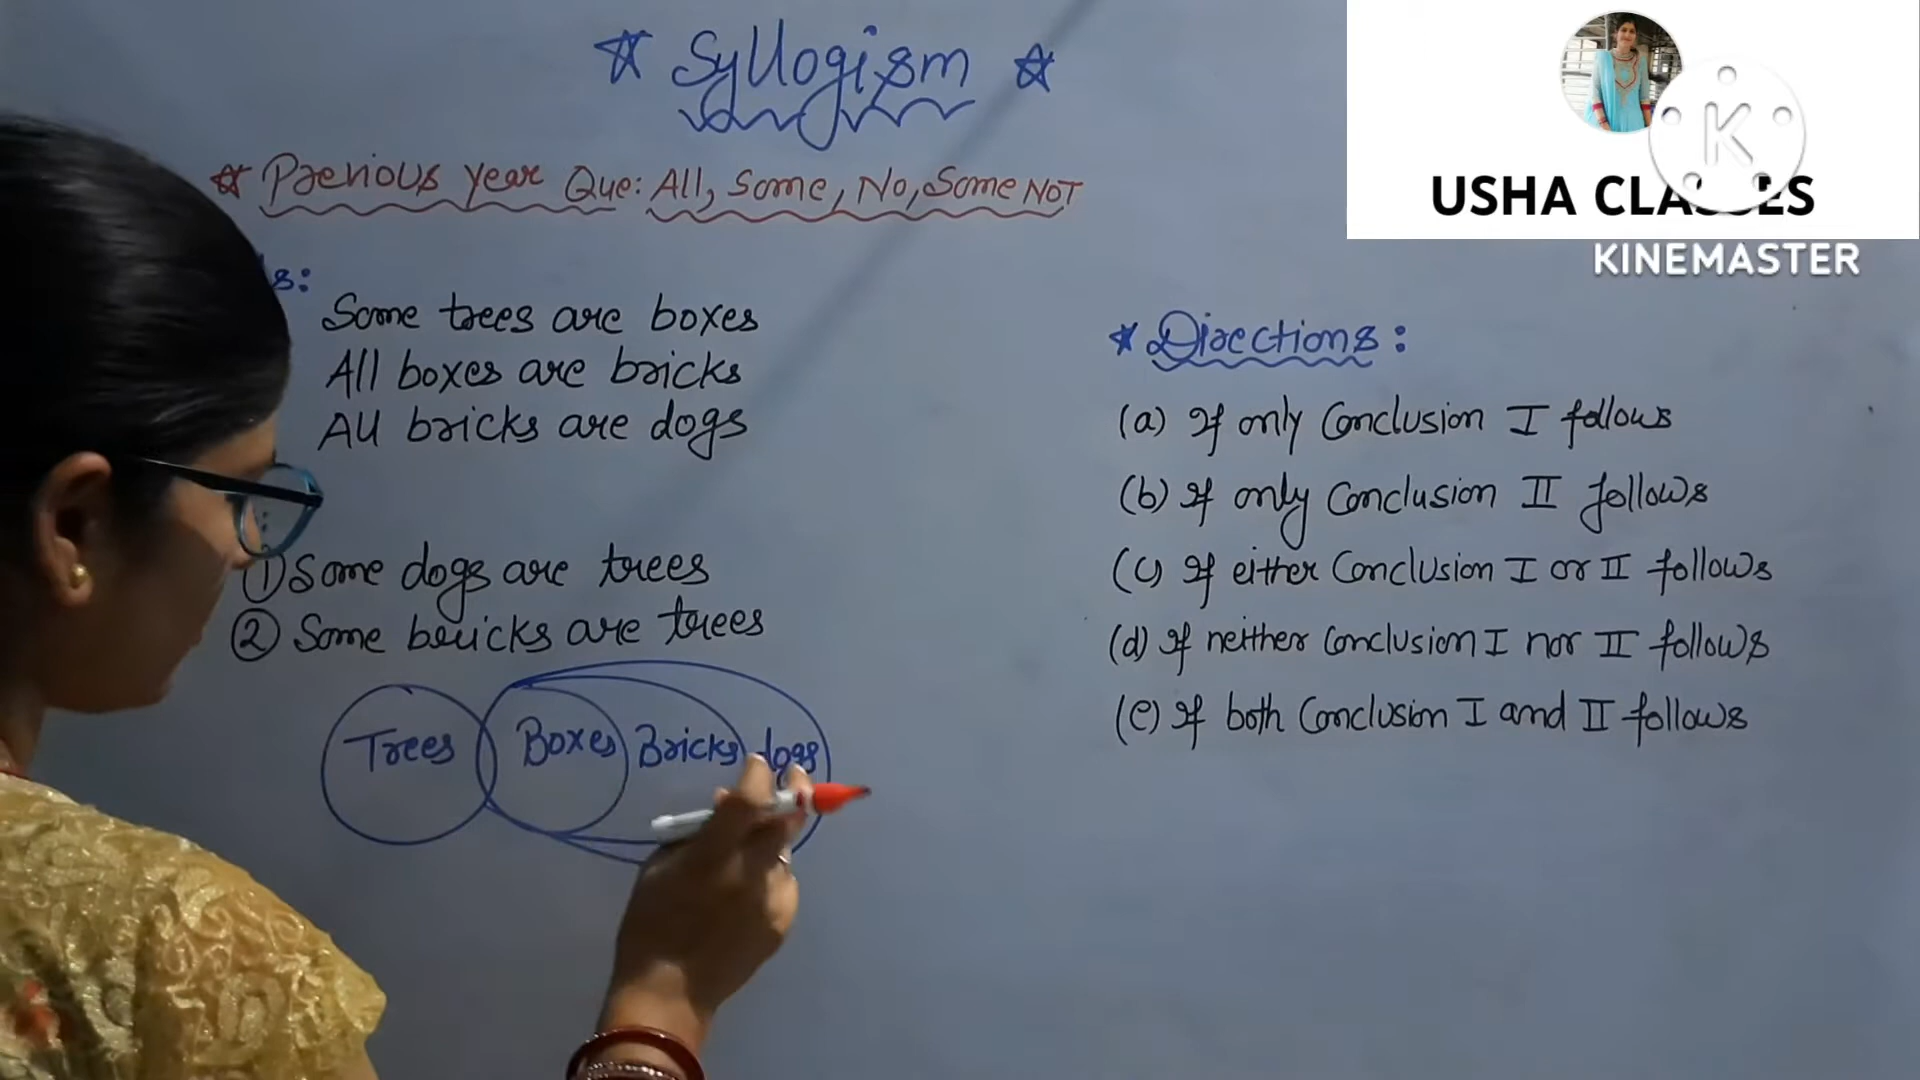 ☆ Syllogism ☆
☆ Previous year Que: All, Some, No, Some NOT
USHA CLASSES
KINEMASTER
s:
Some trees are boxes
All boxes are bricks
All bricks are dogs
① Some dogs are trees
② Some bricks are trees
Trees Boxes Bricks dogs
☆ Directions:
(a) If only Conclusion I follows
(b) If only Conclusion II follows
(c) If either Conclusion I or II follows
(d) If neither Conclusion I nor II follows
(e) If both Conclusion I and II follows